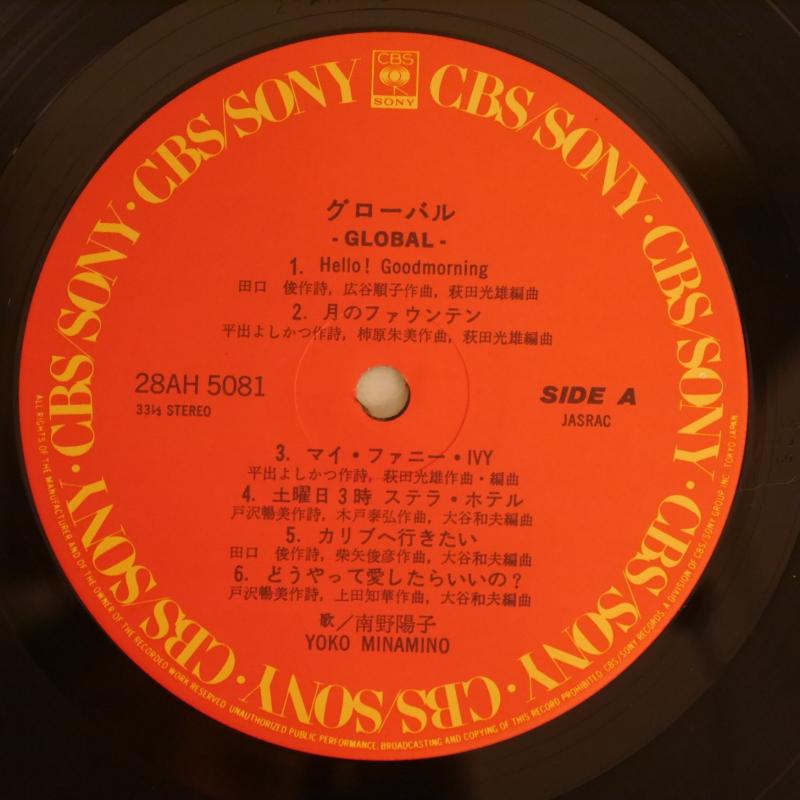 CBS
SONY
CBS/SONY · CBS/SONY · CBS/SONY · CBS/SONY · CBS/SONY · CBS/SONY · CBS/SONY · CBS/SONY
グローバル
- GLOBAL -
1. Hello! Goodmorning
田口 俊作詩, 広谷順子作曲, 萩田光雄編曲
2. 月のファウンテン
平出よしかつ作詩, 柿原朱美作曲, 萩田光雄編曲
28AH 5081
33⅓ STEREO
SIDE A
JASRAC
3. マイ・ファニー・IVY
平出よしかつ作詩, 萩田光雄作曲・編曲
4. 土曜日3時 ステラ・ホテル
戸沢暢美作詩, 木戸泰弘作曲, 大谷和夫編曲
5. カリブへ行きたい
田口 俊作詩, 柴矢俊彦作曲, 大谷和夫編曲
6. どうやって愛したらいいの?
戸沢暢美作詩, 上田知華作曲, 大谷和夫編曲
歌/南野陽子
YOKO MINAMINO
ALL RIGHTS OF THE MANUFACTURER AND OF THE OWNER OF THE RECORDED WORK RESERVED UNAUTHORIZED PUBLIC PERFORMANCE, BROADCASTING AND COPYING OF THIS RECORD PROHIBITED CBS/SONY RECORDS, A DIVISION OF CBS/SONY GROUP INC. TOKYO JAPAN